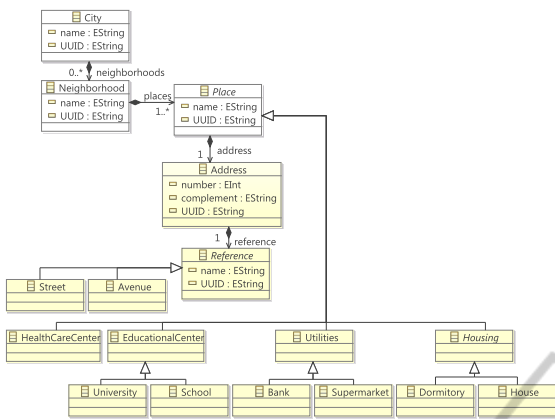 City
name : EString
UUID : EString
0..* neighborhoods
Neighborhood
name : EString
UUID : EString
places
1..*
Place
name : EString
UUID : EString
1 address
Address
number : EInt
complement : EString
UUID : EString
1 reference
Reference
name : EString
UUID : EString
Street
Avenue
HealthCareCenter
EducationalCenter
Utilities
Housing
University
School
Bank
Supermarket
Dormitory
House